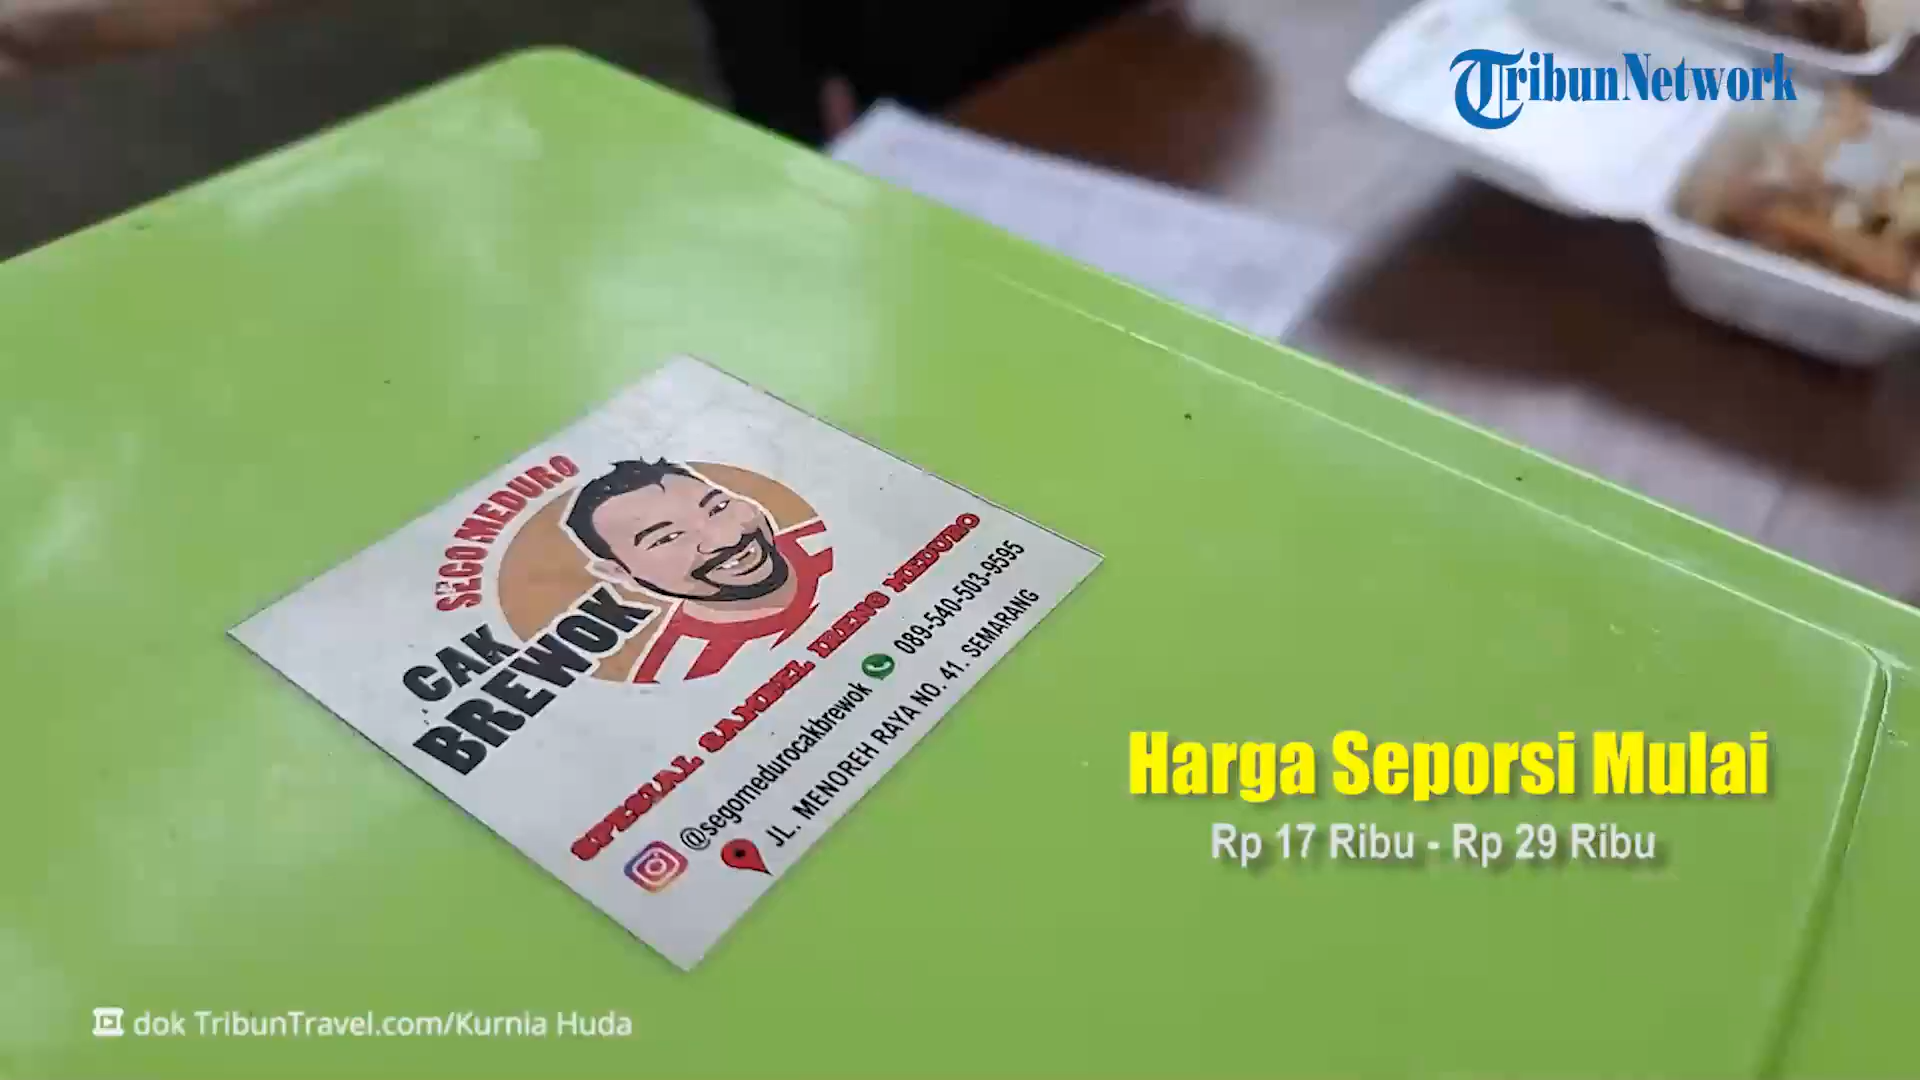 TribunNetwork
SEGO MEDURO
CAK
BREWOK
SPESIAL SAMBEL IRENG MEDURO
@segomedurocakbrewok 089-540-503-9595
JL. MENOREH RAYA NO. 41. SEMARANG
Harga Seporsi Mulai
Rp 17 Ribu - Rp 29 Ribu
dok TribunTravel.com/Kurnia Huda